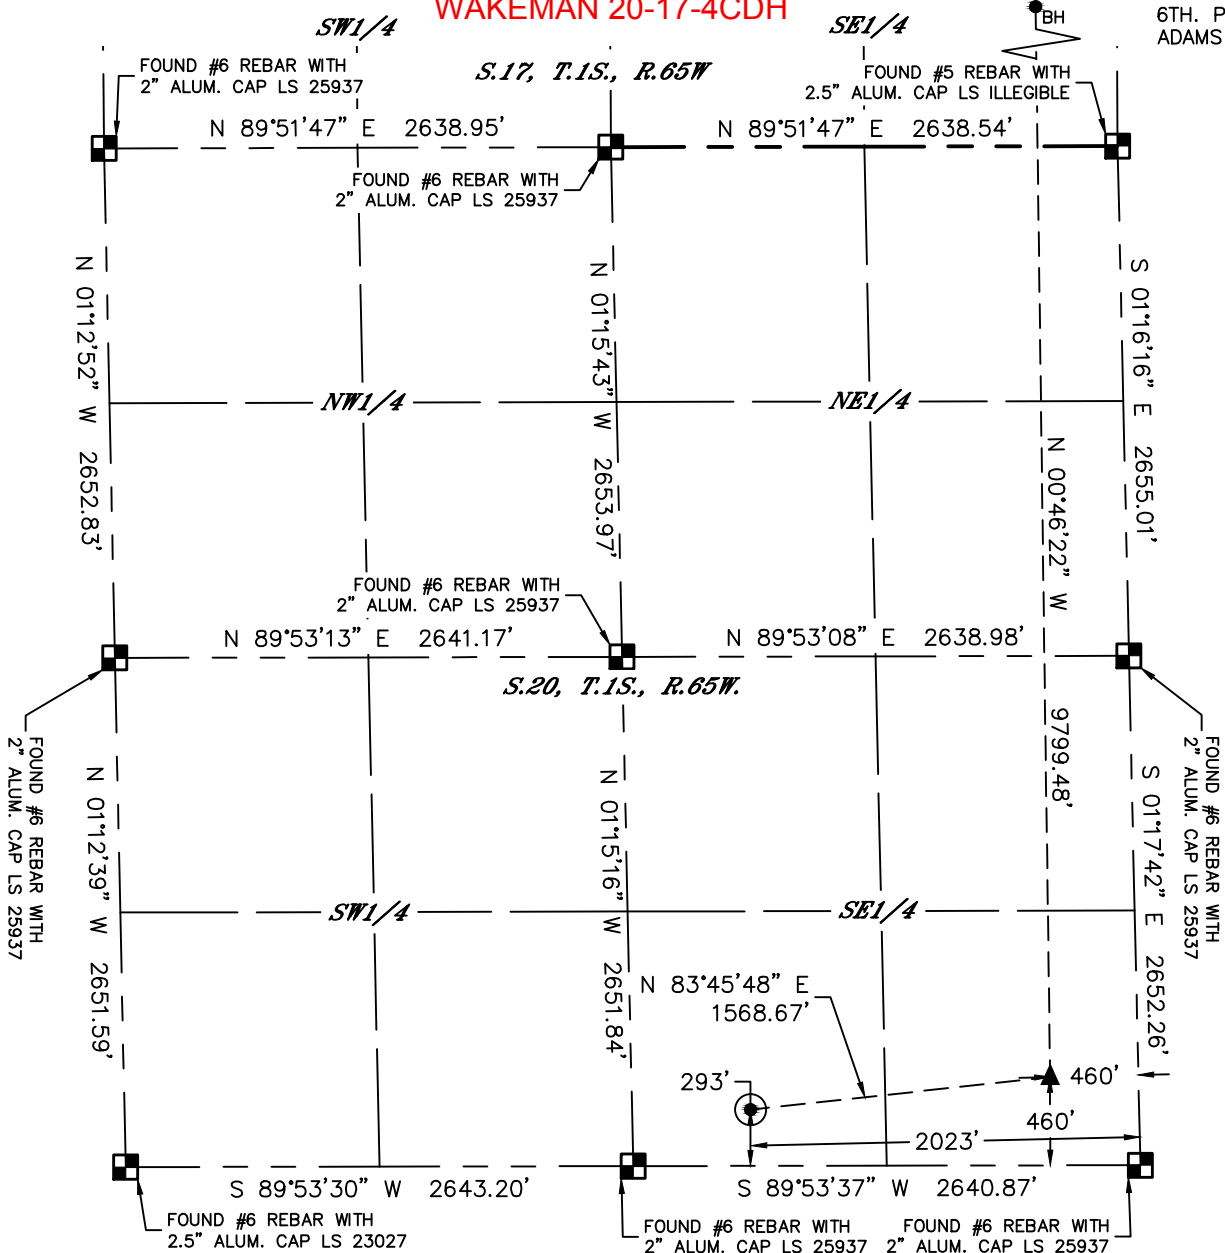 WAKEMAN 20-17-4CDH
SW1/4
SE1/4
BH
6TH. P
ADAMS
FOUND #6 REBAR WITH
2" ALUM. CAP LS 25937
S.17, T.1S., R.65W
FOUND #5 REBAR WITH
2.5" ALUM. CAP LS ILLEGIBLE
N 89°51'47" E 2638.95'
N 89°51'47" E 2638.54'
FOUND #6 REBAR WITH
2" ALUM. CAP LS 25937
N 01°12'52" W 2652.83'
N 01°15'43" W 2653.97'
S 01°16'16" E 2655.01'
NW1/4
NE1/4
N 00°46'22" W 9799.48'
FOUND #6 REBAR WITH
2" ALUM. CAP LS 25937
N 89°53'13" E 2641.17'
N 89°53'08" E 2638.98'
S.20, T.1S., R.65W.
FOUND #6 REBAR WITH
2" ALUM. CAP LS 25937
FOUND #6 REBAR WITH
2" ALUM. CAP LS 25937
N 01°12'39" W 2651.59'
N 01°15'16" W 2651.84'
S 01°17'42" E 2652.26'
SW1/4
SE1/4
N 83°45'48" E
1568.67'
293'
460'
460'
2023'
S 89°53'30" W 2643.20'
S 89°53'37" W 2640.87'
FOUND #6 REBAR WITH
2.5" ALUM. CAP LS 23027
FOUND #6 REBAR WITH
2" ALUM. CAP LS 25937
FOUND #6 REBAR WITH
2" ALUM. CAP LS 25937